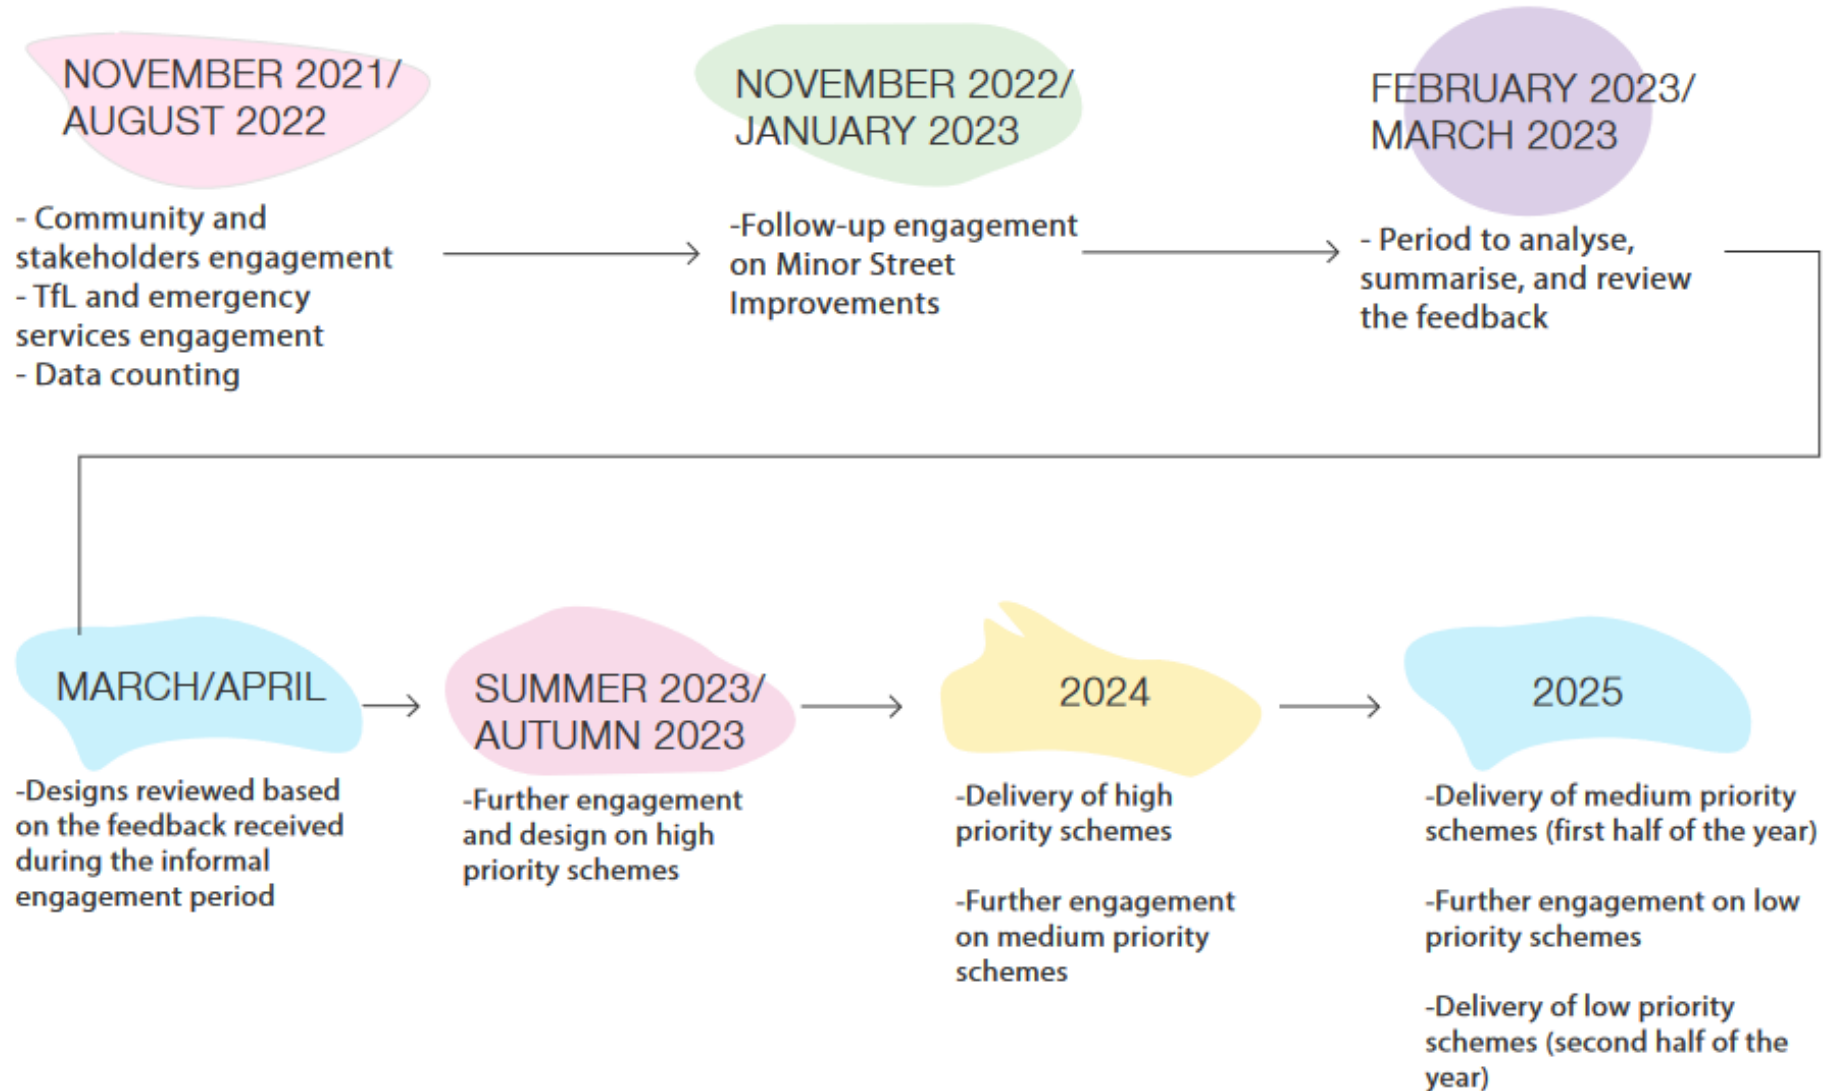 NOVEMBER 2021/
AUGUST 2022
- Community and
stakeholders engagement
- TfL and emergency
services engagement
- Data counting
NOVEMBER 2022/
JANUARY 2023
-Follow-up engagement
on Minor Street
Improvements
FEBRUARY 2023/
MARCH 2023
- Period to analyse,
summarise, and review
the feedback
MARCH/APRIL
-Designs reviewed based
on the feedback received
during the informal
engagement period
SUMMER 2023/
AUTUMN 2023
-Further engagement
and design on high
priority schemes
2024
-Delivery of high
priority schemes
-Further engagement
on medium priority
schemes
2025
-Delivery of medium priority
schemes (first half of the year)
-Further engagement on low
priority schemes
-Delivery of low priority
schemes (second half of the
year)